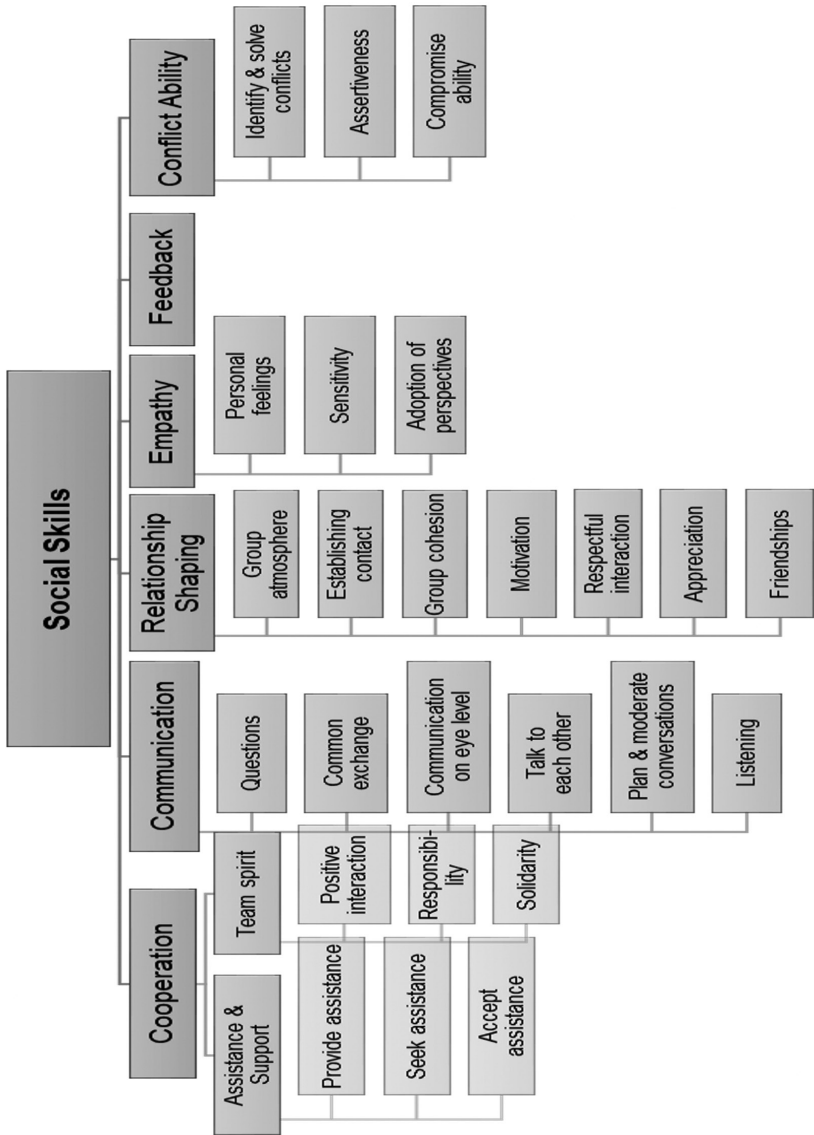 Social Skills
Cooperation
Assistance &
Support
Provide assistance
Seek assistance
Accept
assistance
Team spirit
Positive
interaction
Responsibi-
lity
Solidarity
Communication
Questions
Common
exchange
Communication
on eye level
Talk to
each other
Plan & moderate
conversations
Listening
Relationship
Shaping
Group
atmosphere
Establishing
contact
Group cohesion
Motivation
Respectful
interaction
Appreciation
Friendships
Empathy
Personal
feelings
Sensitivity
Adoption of
perspectives
Feedback
Conflict Ability
Identify & solve
conflicts
Assertiveness
Compromise
ability